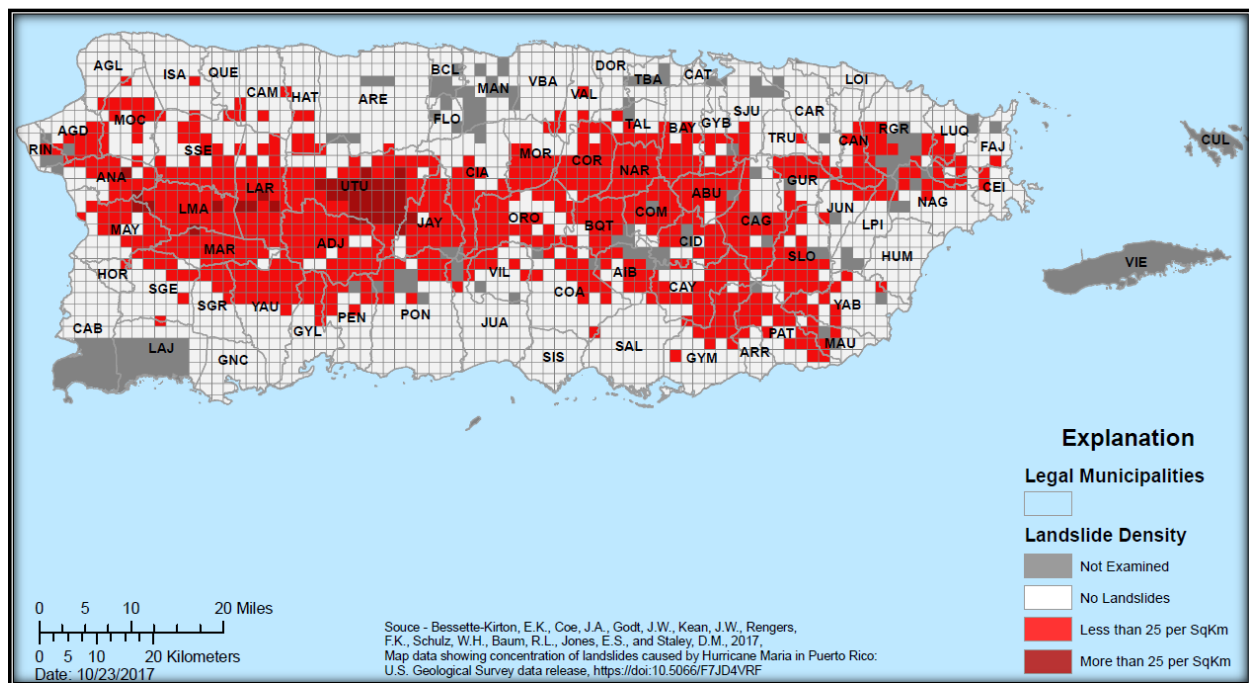 AGL
ISA
QUE
CAM
HAT
ARE
BCL
MAN
VBA
DOR
TBA
CAT
LOI
MOC
FLO
VAL
TAL
BAY
GYB
SJU
CAR
AGD
RIN
SSE
MOR
COR
TRU
CAN
RGR
LUQ
FAJ
CUL
ANA
LAR
UTU
CIA
NAR
ABU
GUR
CEI
NAG
LMA
MAY
JAY
ORO
BQT
COM
CAG
JUN
LPI
MAR
ADJ
CID
SLO
HUM
VIE
HOR
SGE
SGR
YAU
PEN
PON
VIL
COA
AIB
CAY
YAB
CAB
LAJ
GNC
GYL
JUA
SIS
SAL
GYM
ARR
PAT
MAU
Explanation
Legal Municipalities
Landslide Density
Not Examined
No Landslides
Less than 25 per SqKm
More than 25 per SqKm
0 5 10 20 Miles
0 5 10 20 Kilometers
Date: 10/23/2017
Souce - Bessette-Kirton, E.K., Coe, J.A., Godt, J.W., Kean, J.W., Rengers,
F.K., Schulz, W.H., Baum, R.L., Jones, E.S., and Staley, D.M., 2017,
Map data showing concentration of landslides caused by Hurricane Maria in Puerto Rico:
U.S. Geological Survey data release, https://doi:10.5066/F7JD4VRF